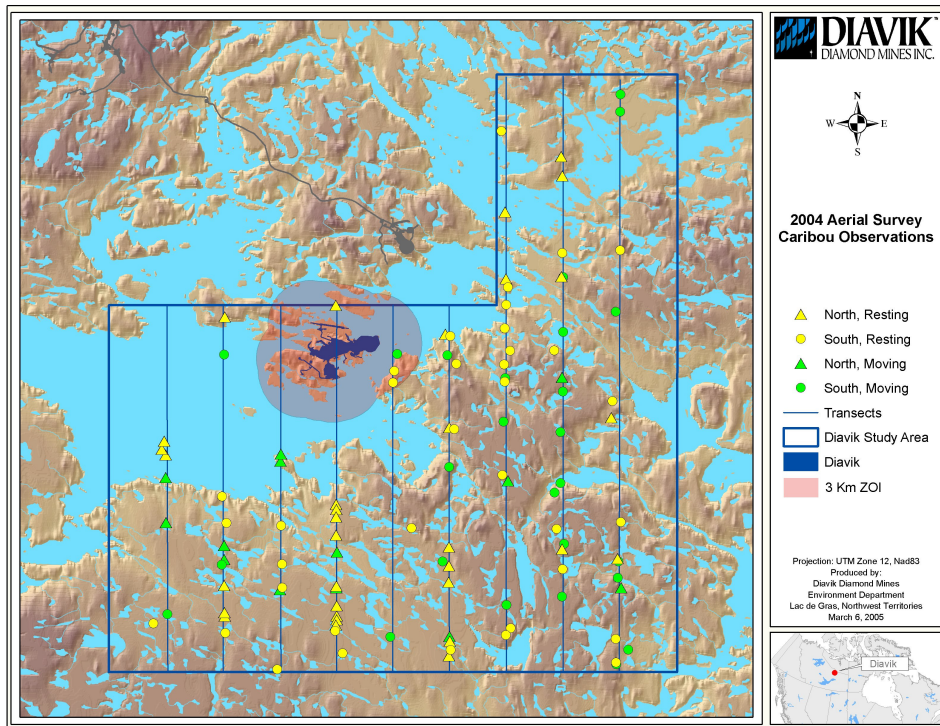 DIAVIK
DIAMOND MINES INC.
N
W E
S
2004 Aerial Survey
Caribou Observations
North, Resting
South, Resting
North, Moving
South, Moving
Transects
Diavik Study Area
Diavik
3 Km ZOI
Projection: UTM Zone 12, Nad83
Produced by:
Diavik Diamond Mines
Environment Department
Lac de Gras, Northwest Territories
March 6, 2005
Diavik